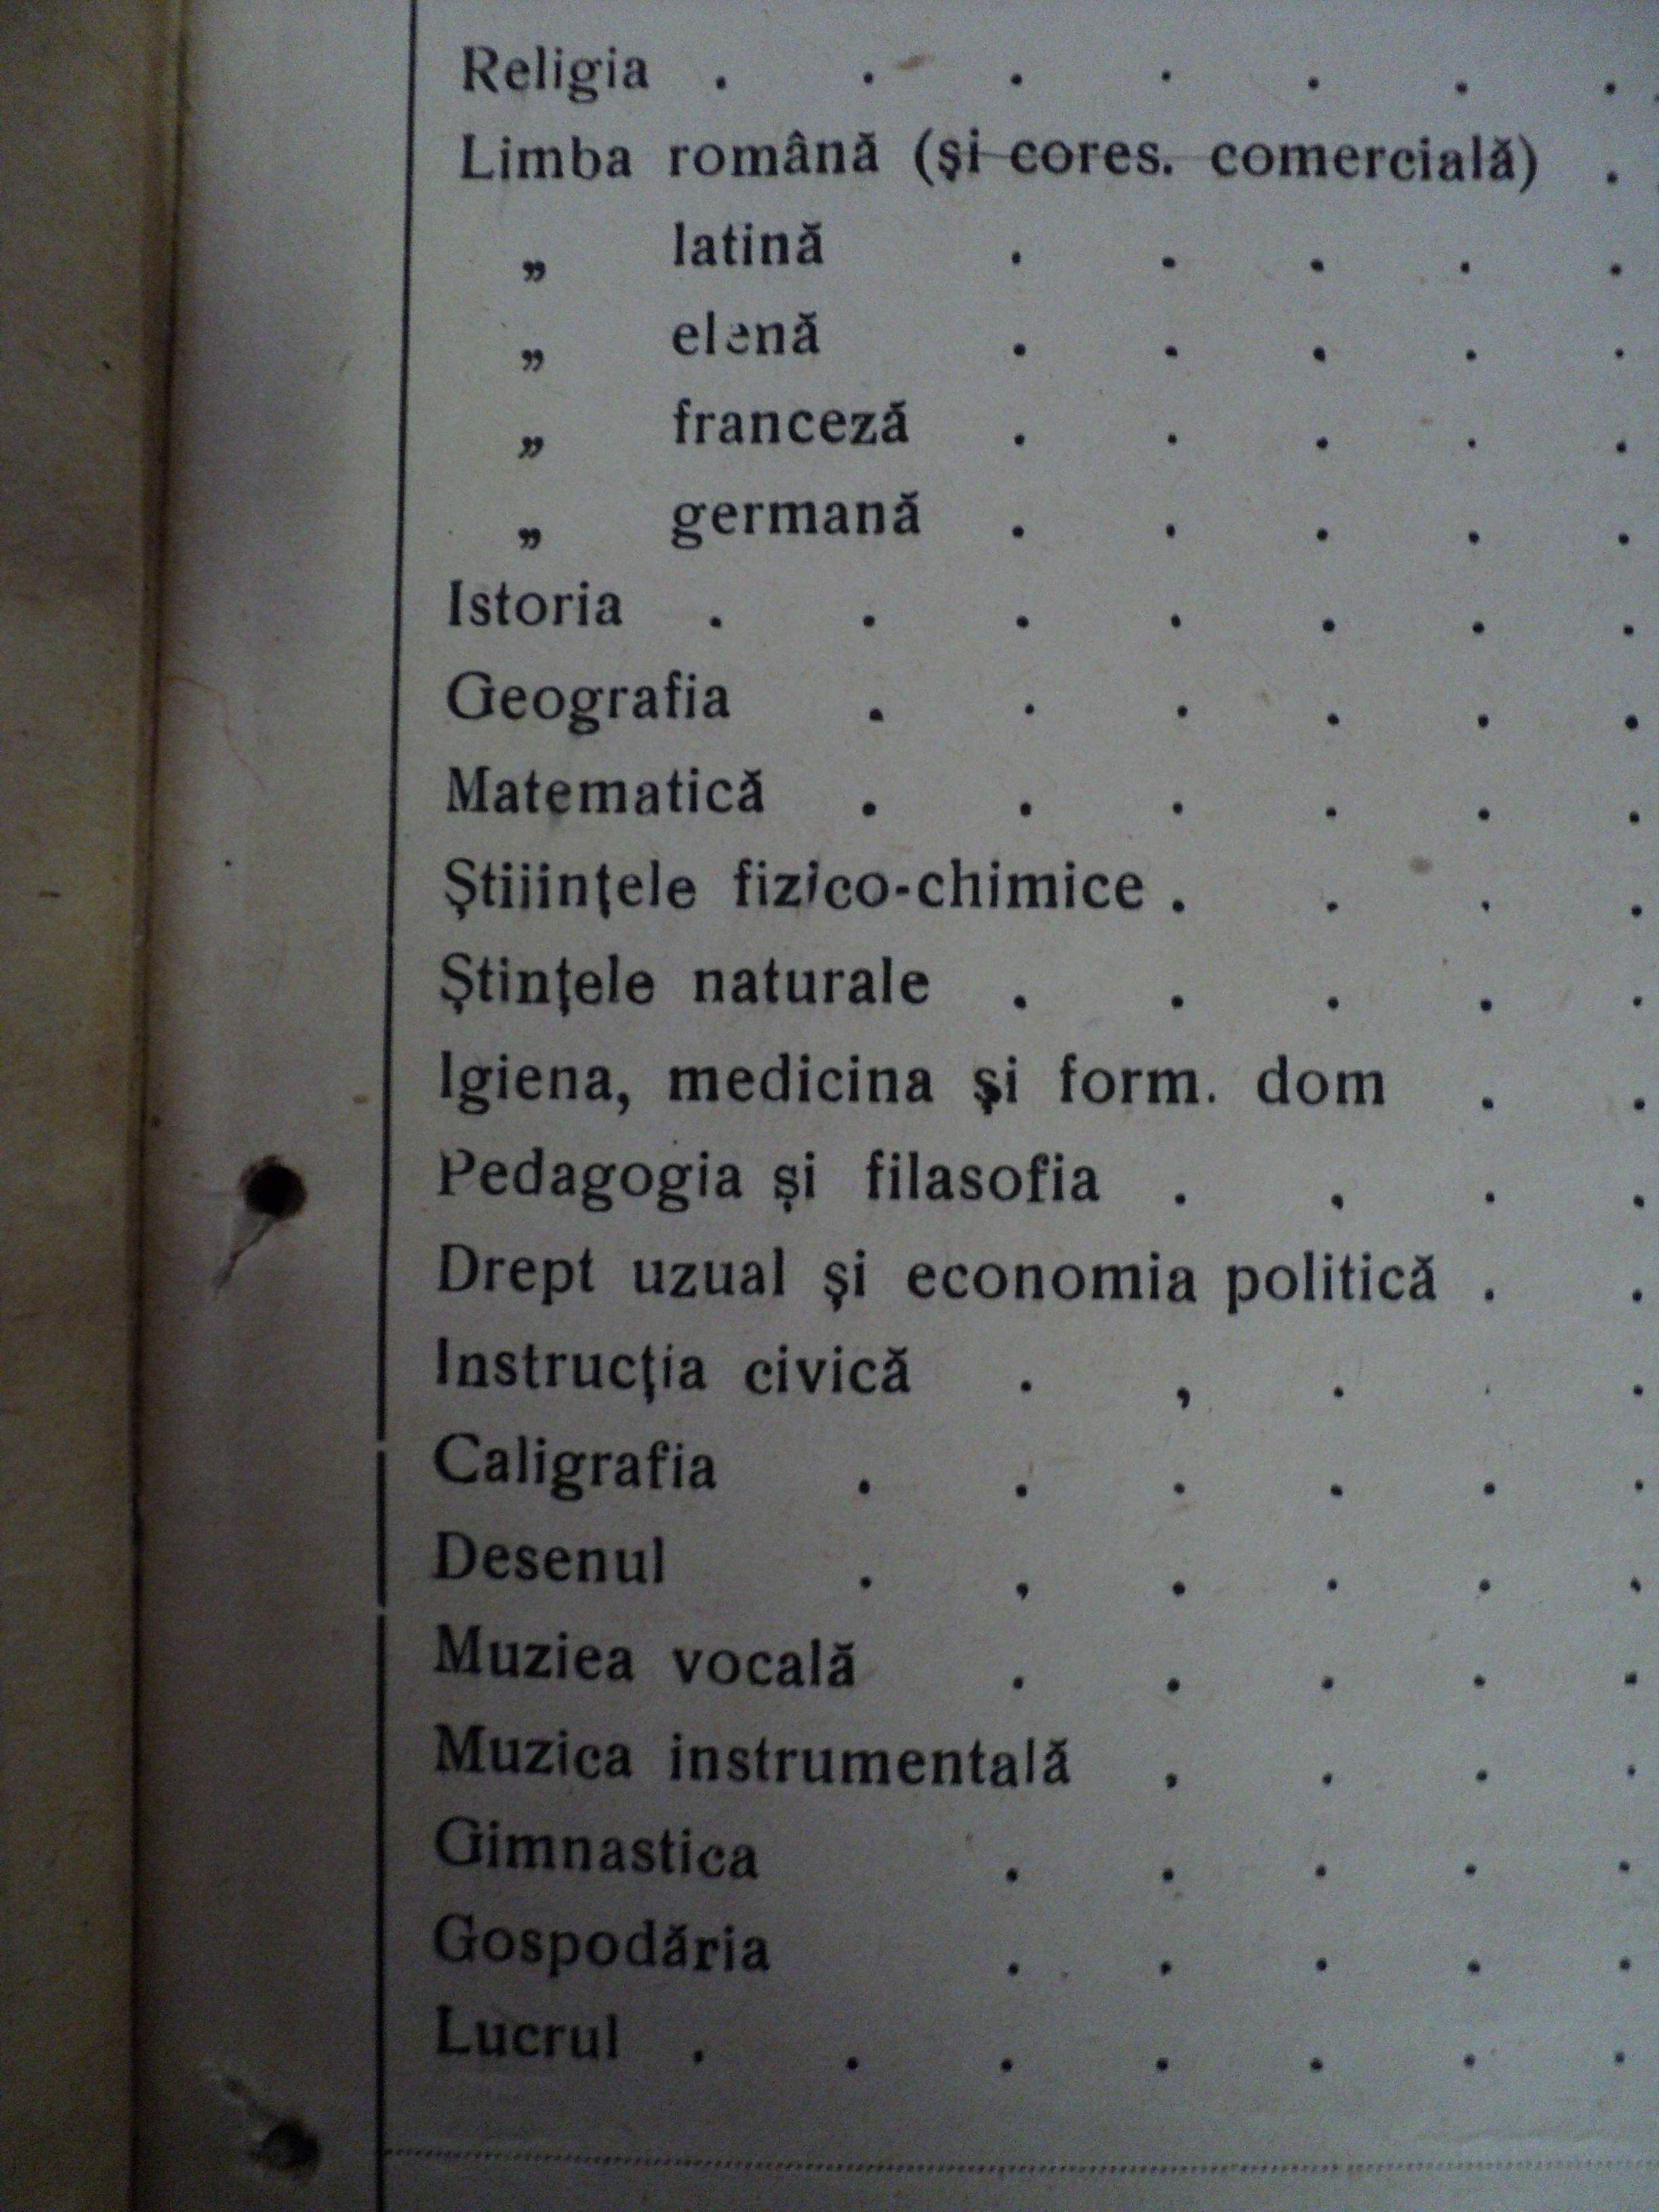 Religia . . . . . . .
Limba română (și cores. comercială) .
„ latină . . . . .
„ elenă . . . . .
„ franceză . . . . .
„ germană . . . . .
Istoria . . . . . . .
Geografia . . . . . .
Matematică . . . . . .
Știiințele fizico-chimice . . . .
Ștințele naturale . . . . .
Igiena, medicina și form. dom . .
Pedagogia și filasofia . . . .
Drept uzual și economia politică . .
Instrucția civică . , . . .
Caligrafia . . . . . .
Desenul . , . . . .
Muziea vocală . . . . .
Muzica instrumentală . . . .
Gimnastica . . . . .
Gospodăria . . . . .
Lucrul . . . . . . .